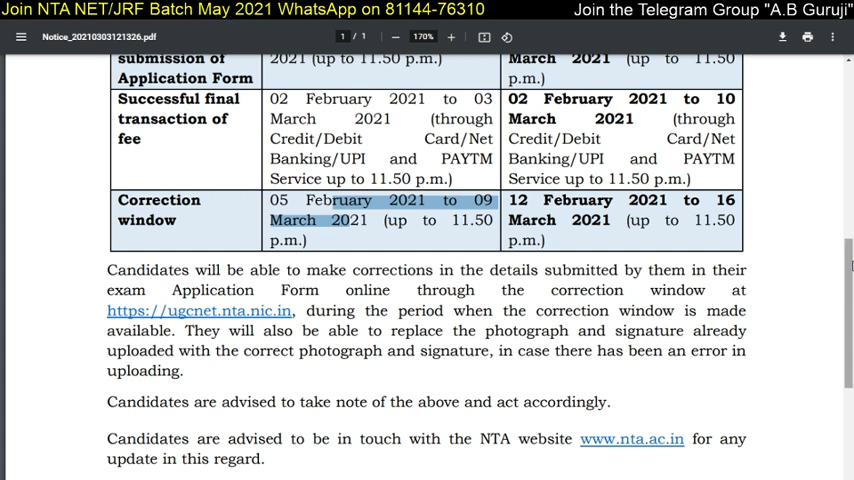 Join NTA NET/JRF Batch May 2021 WhatsApp on 81144-76310
Join the Telegram Group "A.B Guruji"
Notice_20210303121326.pdf
1 / 1
170%
submission of
Application Form
2021 (up to 11.50 p.m.)
March 2021 (up to 11.50
p.m.)
Successful final
transaction of
fee
02 February 2021 to 03
March 2021 (through
Credit/Debit Card/Net
Banking/UPI and PAYTM
Service up to 11.50 p.m.)
02 February 2021 to 10
March 2021 (through
Credit/Debit Card/Net
Banking/UPI and PAYTM
Service up to 11.50 p.m.)
Correction
window
05 February 2021 to 09
March 2021 (up to 11.50
p.m.)
12 February 2021 to 16
March 2021 (up to 11.50
p.m.)
Candidates will be able to make corrections in the details submitted by them in their
exam Application Form online through the correction window at
https://ugcnet.nta.nic.in, during the period when the correction window is made
available. They will also be able to replace the photograph and signature already
uploaded with the correct photograph and signature, in case there has been an error in
uploading.
Candidates are advised to take note of the above and act accordingly.
Candidates are advised to be in touch with the NTA website www.nta.ac.in for any
update in this regard.